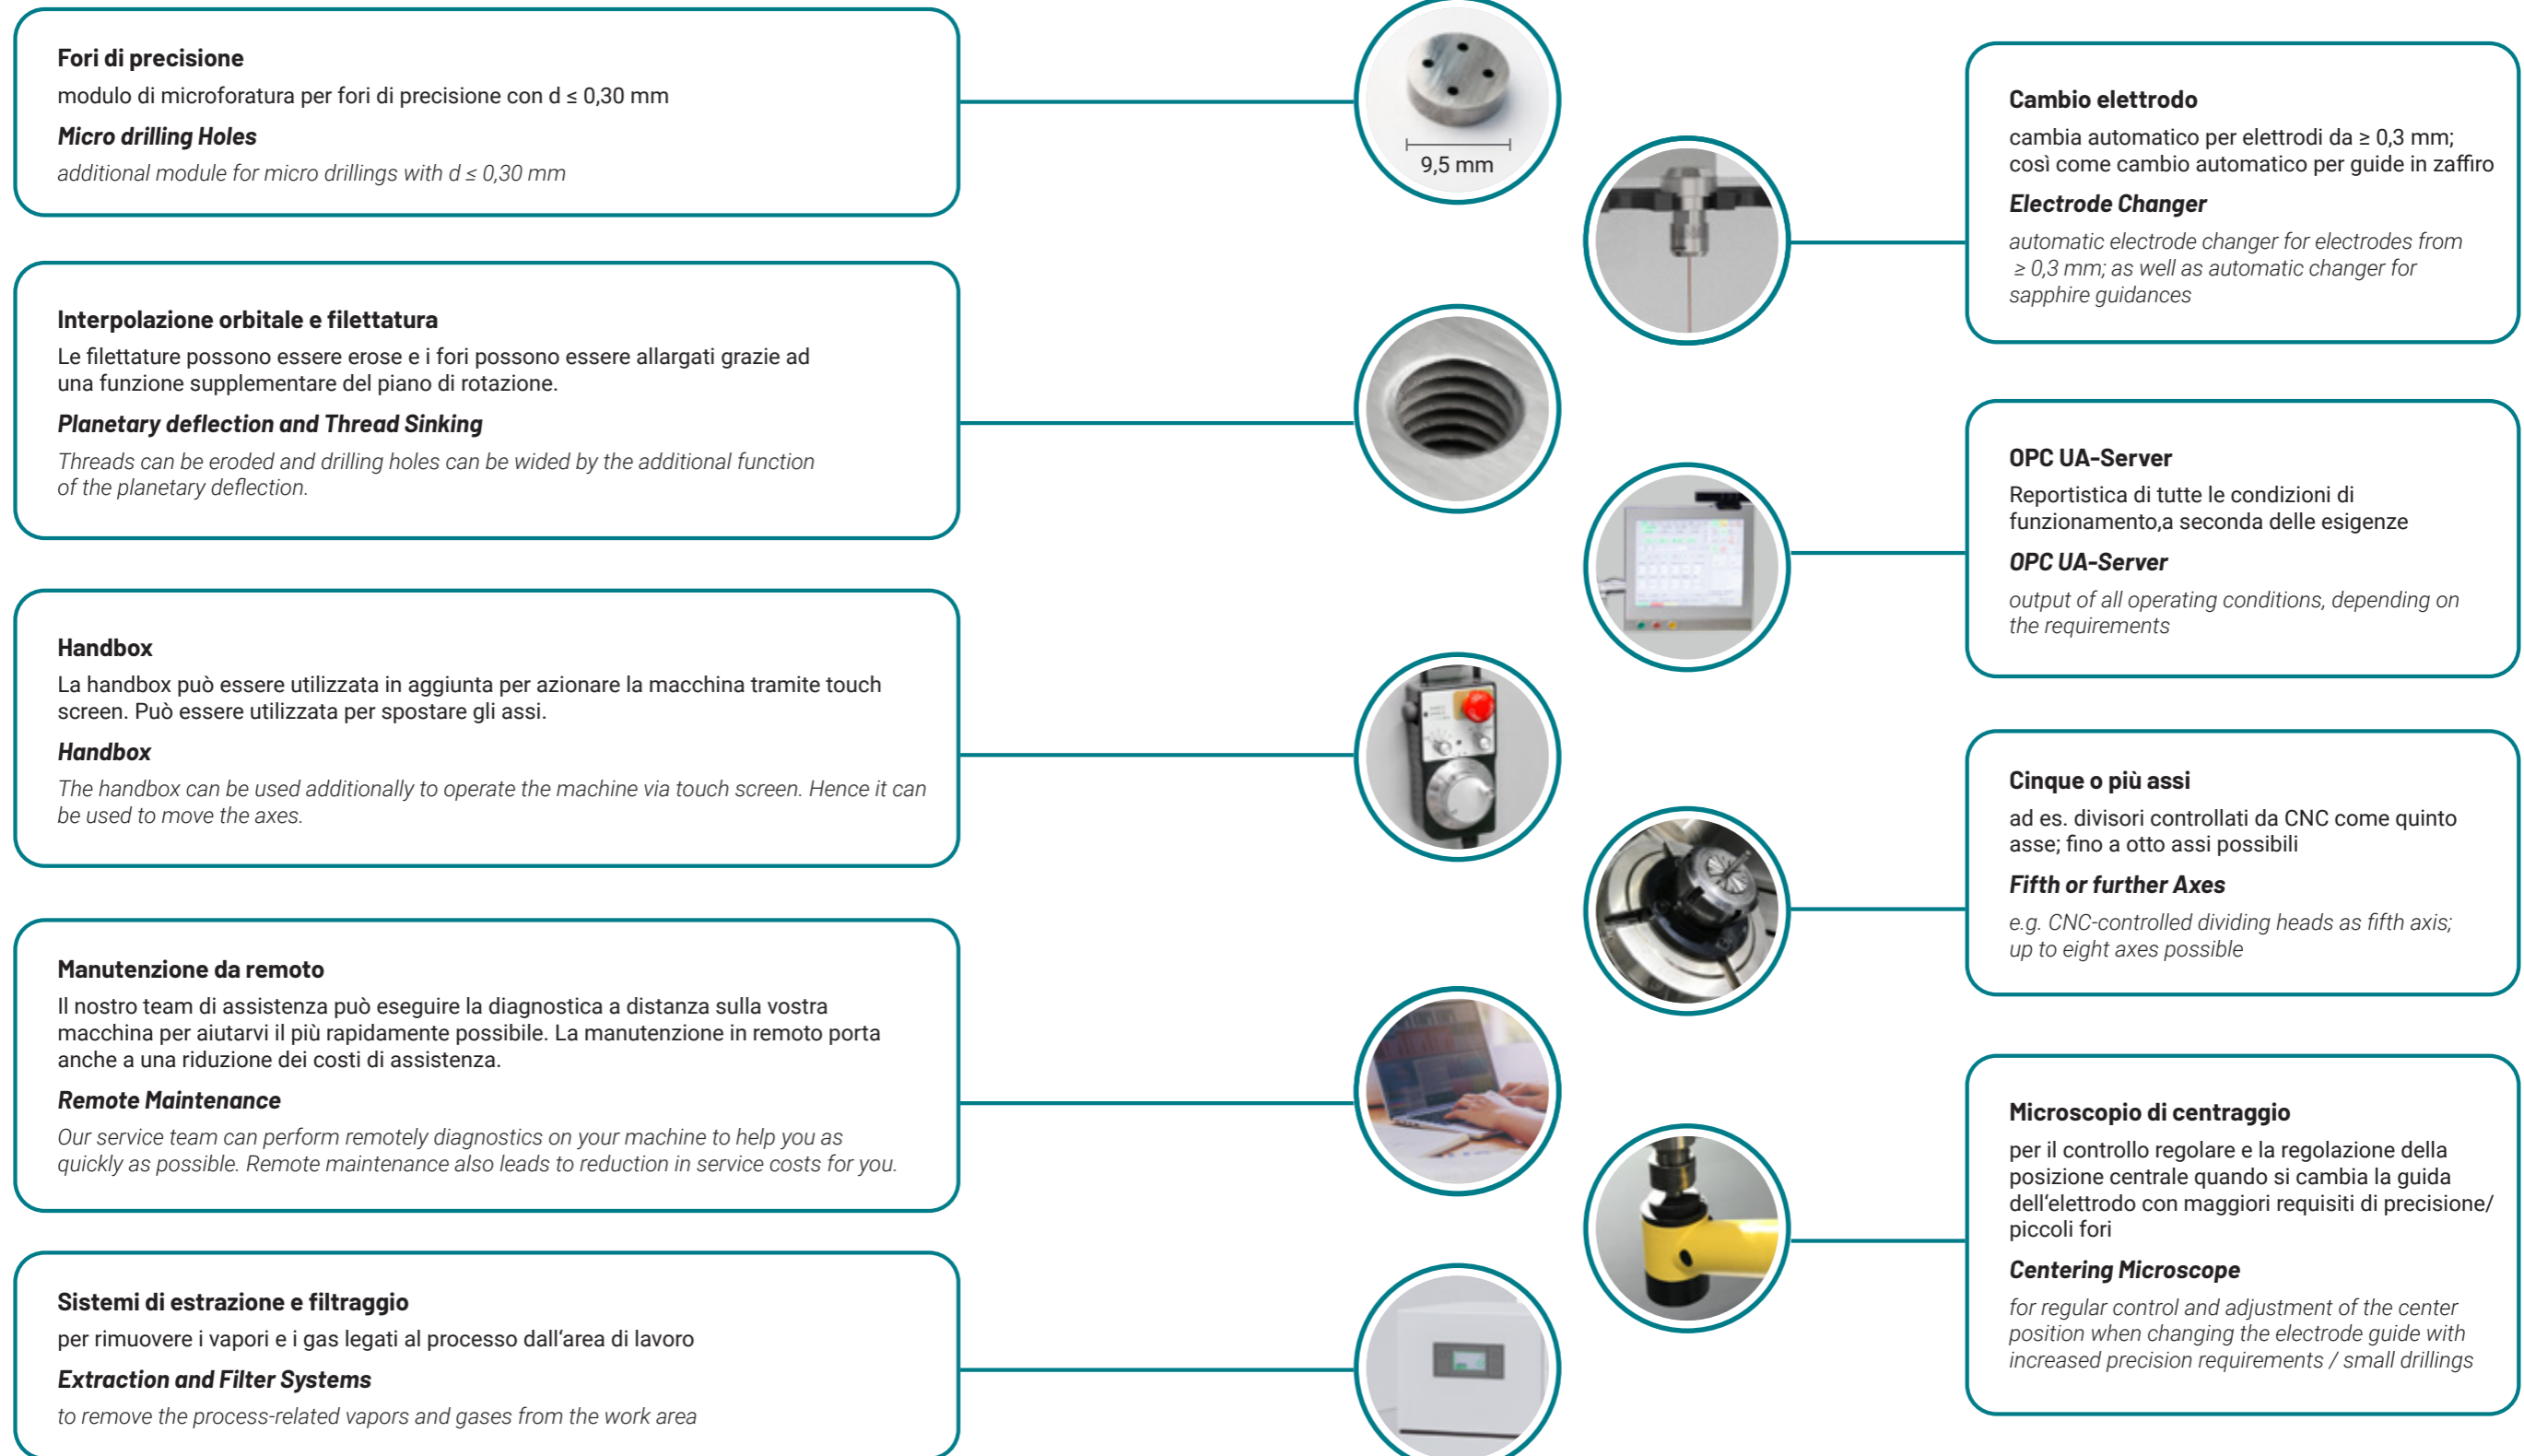 Fori di precisione
modulo di microforatura per fori di precisione con d ≤ 0,30 mm
Micro drilling Holes
additional module for micro drillings with d ≤ 0,30 mm
9,5 mm
Interpolazione orbitale e filettatura
Le filettature possono essere erose e i fori possono essere allargati grazie ad
una funzione supplementare del piano di rotazione.
Planetary deflection and Thread Sinking
Threads can be eroded and drilling holes can be wided by the additional function
of the planetary deflection.
Handbox
La handbox può essere utilizzata in aggiunta per azionare la macchina tramite touch
screen. Può essere utilizzata per spostare gli assi.
Handbox
The handbox can be used additionally to operate the machine via touch screen. Hence it can
be used to move the axes.
Manutenzione da remoto
Il nostro team di assistenza può eseguire la diagnostica a distanza sulla vostra
macchina per aiutarvi il più rapidamente possibile. La manutenzione in remoto porta
anche a una riduzione dei costi di assistenza.
Remote Maintenance
Our service team can perform remotely diagnostics on your machine to help you as
quickly as possible. Remote maintenance also leads to reduction in service costs for you.
Sistemi di estrazione e filtraggio
per rimuovere i vapori e i gas legati al processo dall‘area di lavoro
Extraction and Filter Systems
to remove the process-related vapors and gases from the work area
Cambio elettrodo
cambia automatico per elettrodi da ≥ 0,3 mm;
così come cambio automatico per guide in zaffiro
Electrode Changer
automatic electrode changer for electrodes from
≥ 0,3 mm; as well as automatic changer for
sapphire guidances
OPC UA-Server
Reportistica di tutte le condizioni di
funzionamento,a seconda delle esigenze
OPC UA-Server
output of all operating conditions, depending on
the requirements
Cinque o più assi
ad es. divisori controllati da CNC come quinto
asse; fino a otto assi possibili
Fifth or further Axes
e.g. CNC-controlled dividing heads as fifth axis;
up to eight axes possible
Microscopio di centraggio
per il controllo regolare e la regolazione della
posizione centrale quando si cambia la guida
dell‘elettrodo con maggiori requisiti di precisione/
piccoli fori
Centering Microscope
for regular control and adjustment of the center
position when changing the electrode guide with
increased precision requirements / small drillings